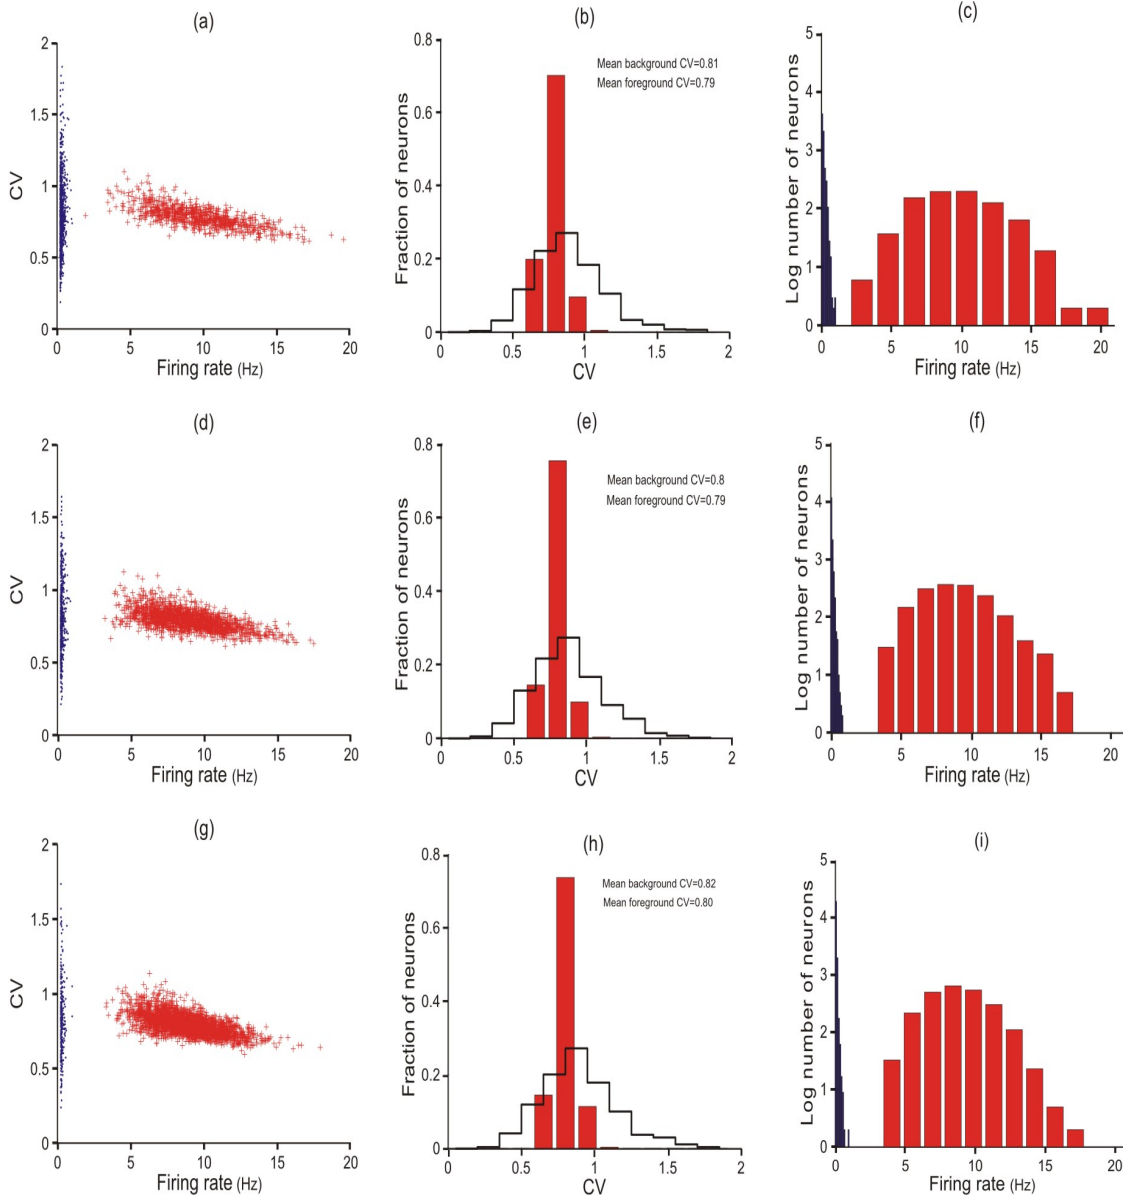 (a)
CV
2
1.5
1
0.5
0
0 5 10 15 20
Firing rate (Hz)
(b)
Fraction of neurons
0.8
0.6
0.4
0.2
0
Mean background CV=0.81
Mean foreground CV=0.79
0 0.5 1 1.5 2
CV
(c)
Log number of neurons
5
4
3
2
1
0
0 5 10 15 20
Firing rate (Hz)
(d)
CV
2
1.5
1
0.5
0
0 5 10 15 20
Firing rate (Hz)
(e)
Fraction of neurons
0.8
0.6
0.4
0.2
0
Mean background CV=0.8
Mean foreground CV=0.79
0 0.5 1 1.5 2
CV
(f)
Log number of neurons
5
4
3
2
1
0
0 5 10 15 20
Firing rate (Hz)
(g)
CV
2
1.5
1
0.5
0
0 5 10 15 20
Firing rate (Hz)
(h)
Fraction of neurons
0.8
0.6
0.4
0.2
0
Mean background CV=0.82
Mean foreground CV=0.80
0 0.5 1 1.5 2
CV
(i)
Log number of neurons
5
4
3
2
1
0
0 5 10 15 20
Firing rate (Hz)